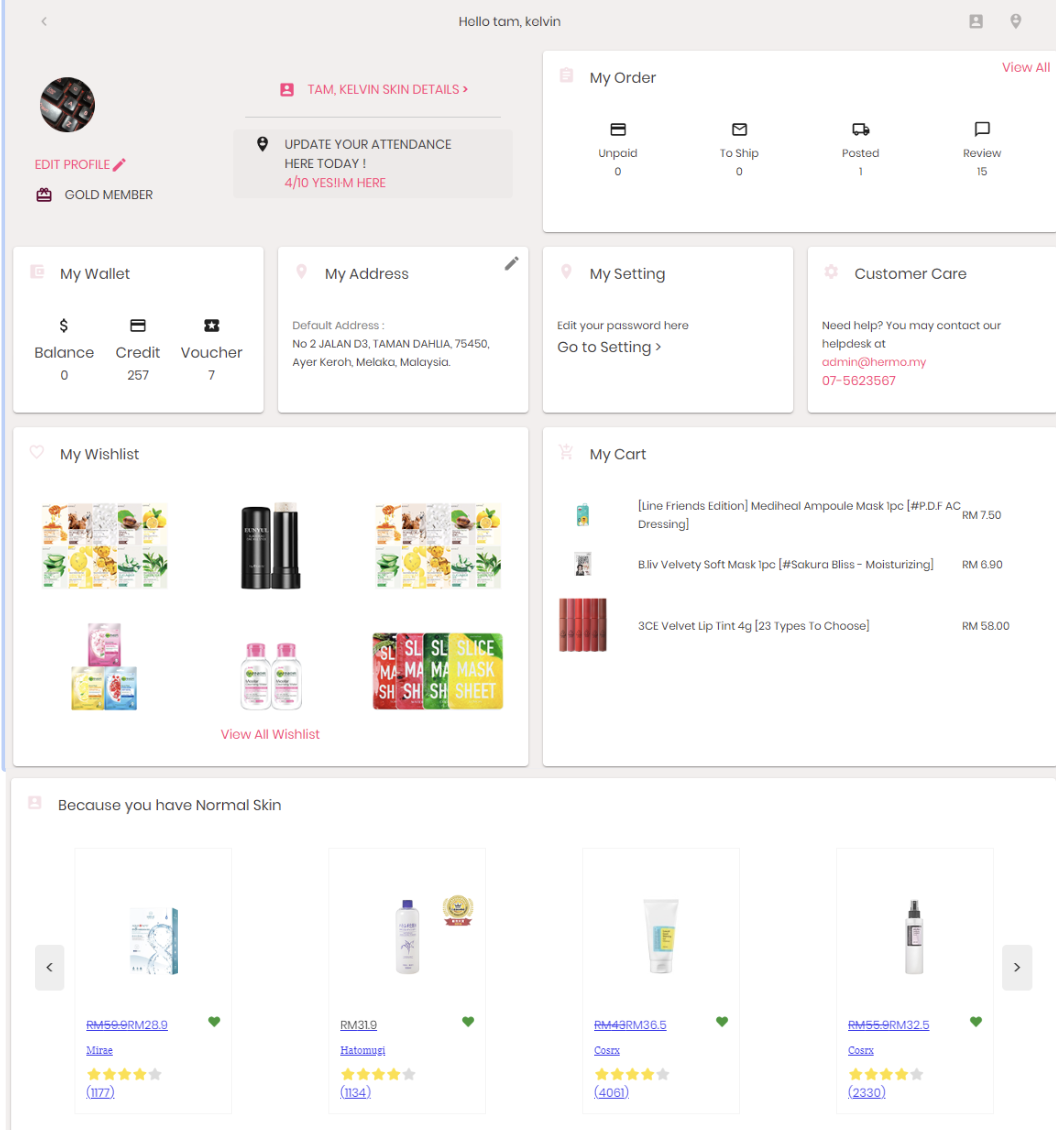 Hello tam, kelvin
TAM, KELVIN SKIN DETAILS >
UPDATE YOUR ATTENDANCE
HERE TODAY !
4/10 YES!I·M HERE
EDIT PROFILE
GOLD MEMBER
My Order
View All
Unpaid
0
To Ship
0
Posted
1
Review
15
My Wallet
Balance
0
Credit
257
Voucher
7
My Address
Default Address :
No 2 JALAN D3, TAMAN DAHLIA, 75450,
Ayer Keroh, Melaka, Malaysia.
My Setting
Edit your password here
Go to Setting >
Customer Care
Need help? You may contact our
helpdesk at
admin@hermo.my
07-5623567
My Wishlist
SLICE
MASK
SHEET
View All Wishlist
My Cart
[Line Friends Edition] Mediheal Ampoule Mask 1pc [#P.D.F AC
Dressing]
RM 7.50
B.liv Velvety Soft Mask 1pc [#Sakura Bliss - Moisturizing]
RM 6.90
3CE Velvet Lip Tint 4g [23 Types To Choose]
RM 58.00
Because you have Normal Skin
<
RM59.9RM28.9
Mirae
(1177)
RM31.9
Hatomugi
(1134)
RM43RM36.5
Cosrx
(4061)
RM55.9RM32.5
Cosrx
(2330)
>